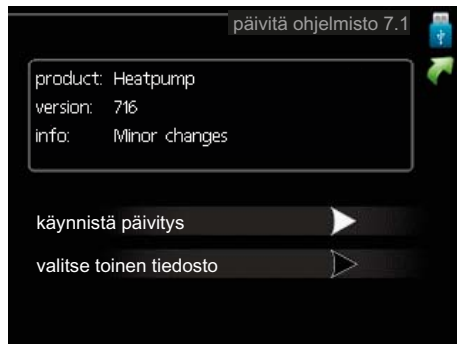 päivitä ohjelmisto 7.1
product: Heatpump
version: 716
info: Minor changes
käynnistä päivitys
valitse toinen tiedosto